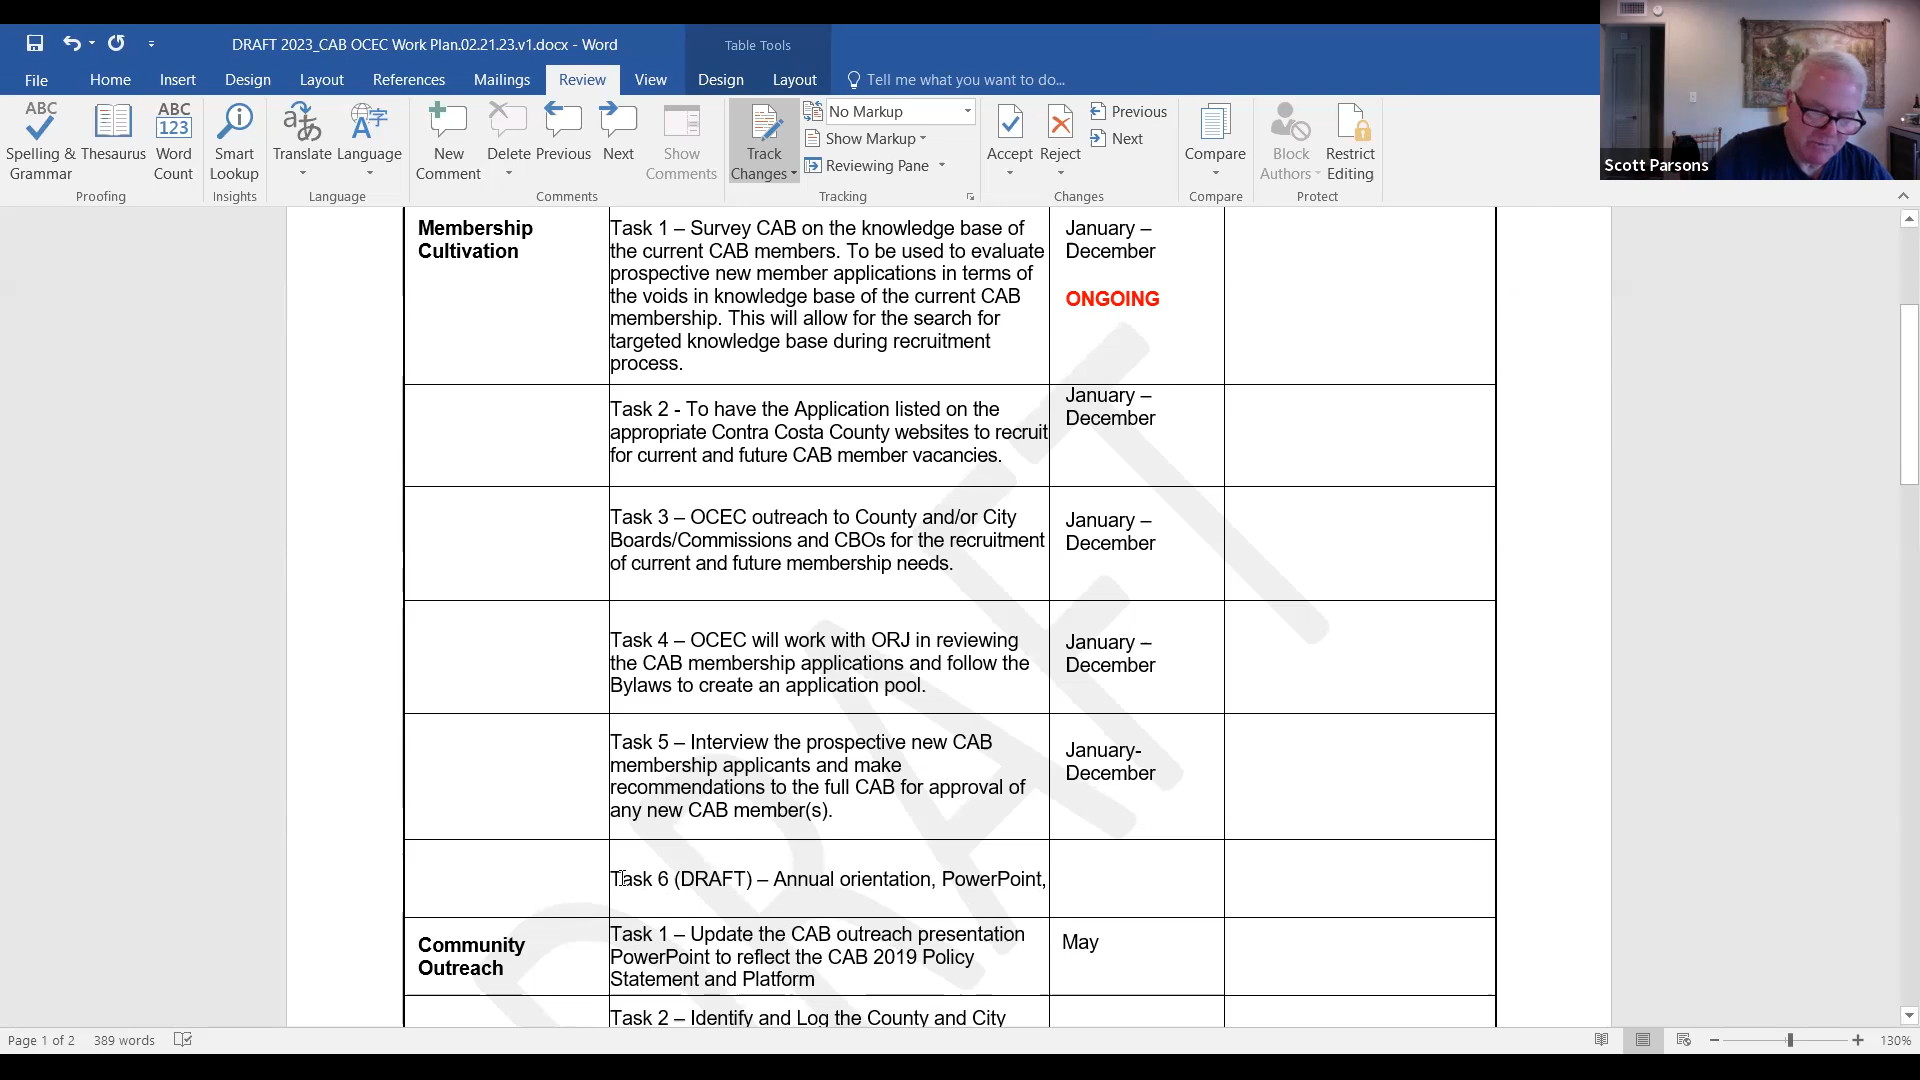 DRAFT 2023_CAB OCEC Work Plan.02.21.23.v1.docx - Word
Table Tools
File
Home
Insert
Design
Layout
References
Mailings
Review
View
Design
Layout
Tell me what you want to do...
ABC
Spelling &
Grammar
Thesaurus
ABC
123
Word
Count
Proofing
Smart
Lookup
Insights
Translate
Language
Language
New
Comment
Delete
Previous
Next
Show
Comments
Comments
Track
Changes
No Markup
Show Markup
Reviewing Pane
Tracking
Accept
Reject
Previous
Next
Changes
Compare
Compare
Block
Authors
Restrict
Editing
Protect
Scott Parsons
Membership
Cultivation
Task 1 – Survey CAB on the knowledge base of
the current CAB members. To be used to evaluate
prospective new member applications in terms of
the voids in knowledge base of the current CAB
membership. This will allow for the search for
targeted knowledge base during recruitment
process.
January –
December
ONGOING
Task 2 - To have the Application listed on the
appropriate Contra Costa County websites to recruit
for current and future CAB member vacancies.
January –
December
Task 3 – OCEC outreach to County and/or City
Boards/Commissions and CBOs for the recruitment
of current and future membership needs.
January –
December
Task 4 – OCEC will work with ORJ in reviewing
the CAB membership applications and follow the
Bylaws to create an application pool.
January –
December
Task 5 – Interview the prospective new CAB
membership applicants and make
recommendations to the full CAB for approval of
any new CAB member(s).
January-
December
Task 6 (DRAFT) – Annual orientation, PowerPoint,
Community
Outreach
Task 1 – Update the CAB outreach presentation
PowerPoint to reflect the CAB 2019 Policy
Statement and Platform
May
Task 2 – Identify and Log the County and City
DRAFT
Page 1 of 2
389 words
130%